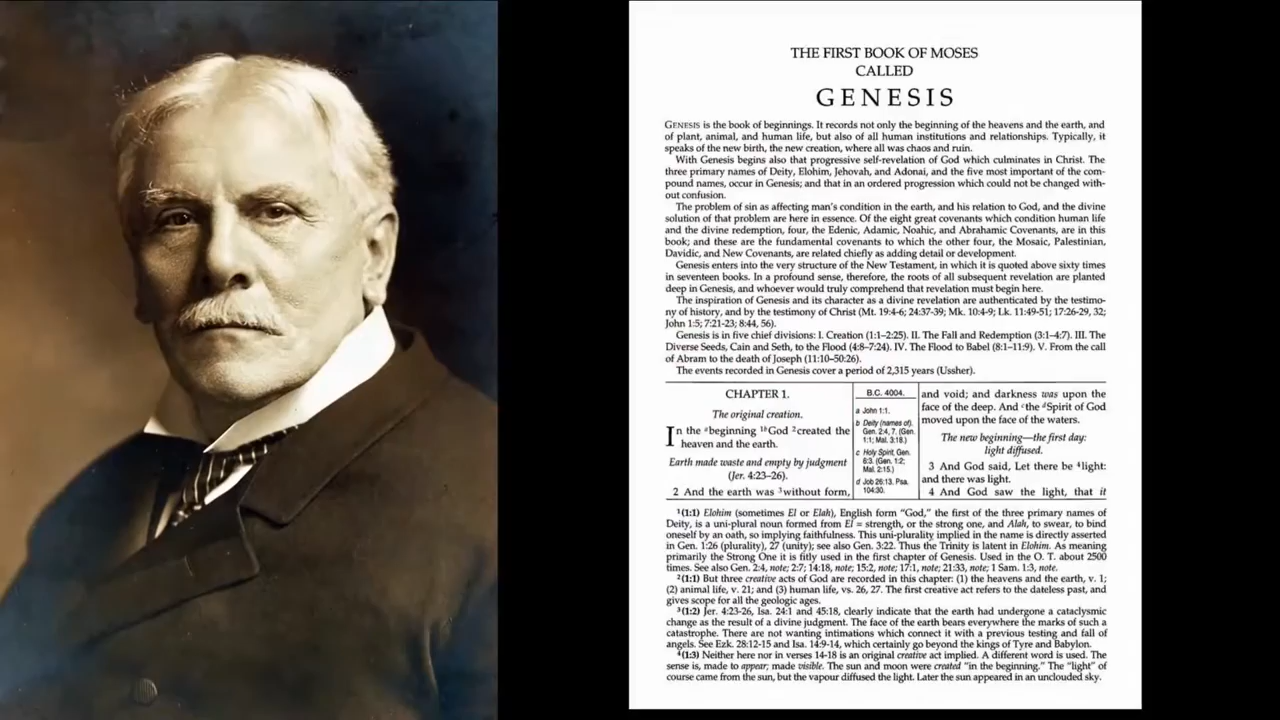 THE FIRST BOOK OF MOSES
CALLED
GENESIS
GENESIS is the book of beginnings. It records not only the beginning of the heavens and the earth, and
of plant, animal, and human life, but also of all human institutions and relationships. Typically, it
speaks of the new birth, the new creation, where all was chaos and ruin.
With Genesis begins also that progressive self-revelation of God which culminates in Christ. The
three primary names of Deity, Elohim, Jehovah, and Adonai, and the five most important of the com-
pound names, occur in Genesis; and that in an ordered progression which could not be changed with-
out confusion.
The problem of sin as affecting man's condition in the earth, and his relation to God, and the divine
solution of that problem are here in essence. Of the eight great covenants which condition human life
and the divine redemption, four, the Edenic, Adamic, Noahic, and Abrahamic Covenants, are in this
book; and these are the fundamental covenants to which the other four, the Mosaic, Palestinian,
Davidic, and New Covenants, are related chiefly as adding detail or development.
Genesis enters into the very structure of the New Testament, in which it is quoted above sixty times
in seventeen books. In a profound sense, therefore, the roots of all subsequent revelation are planted
deep in Genesis, and whoever would truly comprehend that revelation must begin here.
The inspiration of Genesis and its character as a divine revelation are authenticated by the testimo-
ny of history, and by the testimony of Christ (Mt. 19:4-6; 24:37-39; Mk. 10:4-9; Lk. 11:49-51; 17:26-29, 32;
John 1:5; 7:21-23; 8:44, 56).
Genesis is in five chief divisions: I. Creation (1:1–2:25). II. The Fall and Redemption (3:1–4:7). III. The
Diverse Seeds, Cain and Seth, to the Flood (4:8–7:24). IV. The Flood to Babel (8:1–11:9). V. From the call
of Abram to the death of Joseph (11:10–50:26).
The events recorded in Genesis cover a period of 2,315 years (Ussher).
CHAPTER 1.
The original creation.
In the ᵃbeginning ¹ᵇGod ²created the
heaven and the earth.
Earth made waste and empty by judgment
(Jer. 4:23–26).
2 And the earth was ³without form,
B.C. 4004.
a John 1:1.
b Deity (names of).
Gen. 2:4, 7. (Gen.
1:1; Mal. 3:18.)
c Holy Spirit, Gen.
6:3. (Gen. 1:2;
Mal. 2:15.)
d Job 26:13. Psa.
104:30.
and void; and darkness was upon the
face of the deep. And ᶜthe ᵈSpirit of God
moved upon the face of the waters.
The new beginning—the first day:
light diffused.
3 And God said, Let there be ⁴light:
and there was light.
4 And God saw the light, that it
¹(1:1) Elohim (sometimes El or Elah), English form "God," the first of the three primary names of
Deity, is a uni-plural noun formed from El = strength, or the strong one, and Alah, to swear, to bind
oneself by an oath, so implying faithfulness. This uni-plurality implied in the name is directly asserted
in Gen. 1:26 (plurality), 27 (unity); see also Gen. 3:22. Thus the Trinity is latent in Elohim. As meaning
primarily the Strong One it is fitly used in the first chapter of Genesis. Used in the O. T. about 2500
times. See also Gen. 2:4, note; 2:7; 14:18, note; 15:2, note; 17:1, note; 21:33, note; 1 Sam. 1:3, note.
²(1:1) But three creative acts of God are recorded in this chapter: (1) the heavens and the earth, v. 1;
(2) animal life, v. 21; and (3) human life, vs. 26, 27. The first creative act refers to the dateless past, and
gives scope for all the geologic ages.
³(1:2) Jer. 4:23-26, Isa. 24:1 and 45:18, clearly indicate that the earth had undergone a cataclysmic
change as the result of a divine judgment. The face of the earth bears everywhere the marks of such a
catastrophe. There are not wanting intimations which connect it with a previous testing and fall of
angels. See Ezk. 28:12-15 and Isa. 14:9-14, which certainly go beyond the kings of Tyre and Babylon.
⁴(1:3) Neither here nor in verses 14-18 is an original creative act implied. A different word is used. The
sense is, made to appear; made visible. The sun and moon were created "in the beginning." The "light" of
course came from the sun, but the vapour diffused the light. Later the sun appeared in an unclouded sky.